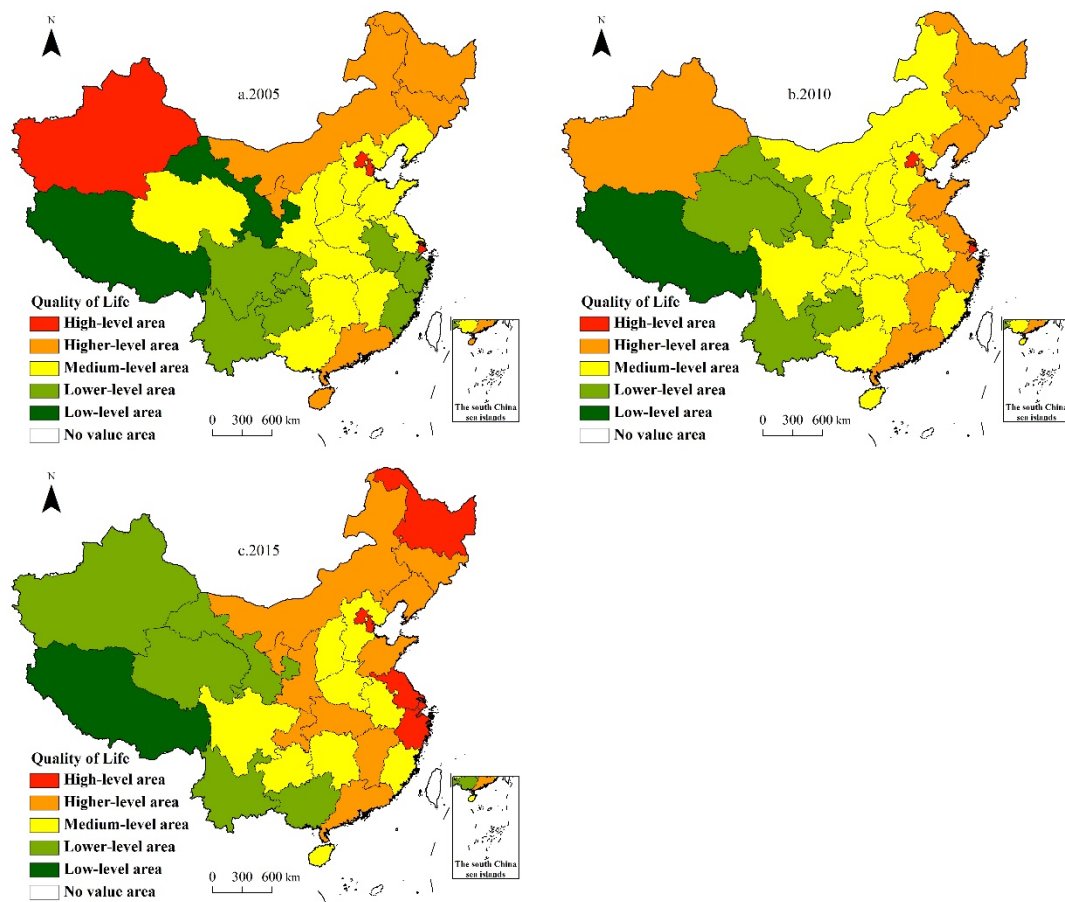 N
a.2005
Quality of Life
High-level area
Higher-level area
Medium-level area
Lower-level area
Low-level area
No value area
0 300 600 km
The south China
sea islands
N
b.2010
Quality of Life
High-level area
Higher-level area
Medium-level area
Lower-level area
Low-level area
No value area
0 300 600 km
The south China
sea islands
N
c.2015
Quality of Life
High-level area
Higher-level area
Medium-level area
Lower-level area
Low-level area
No value area
0 300 600 km
The south China
sea islands